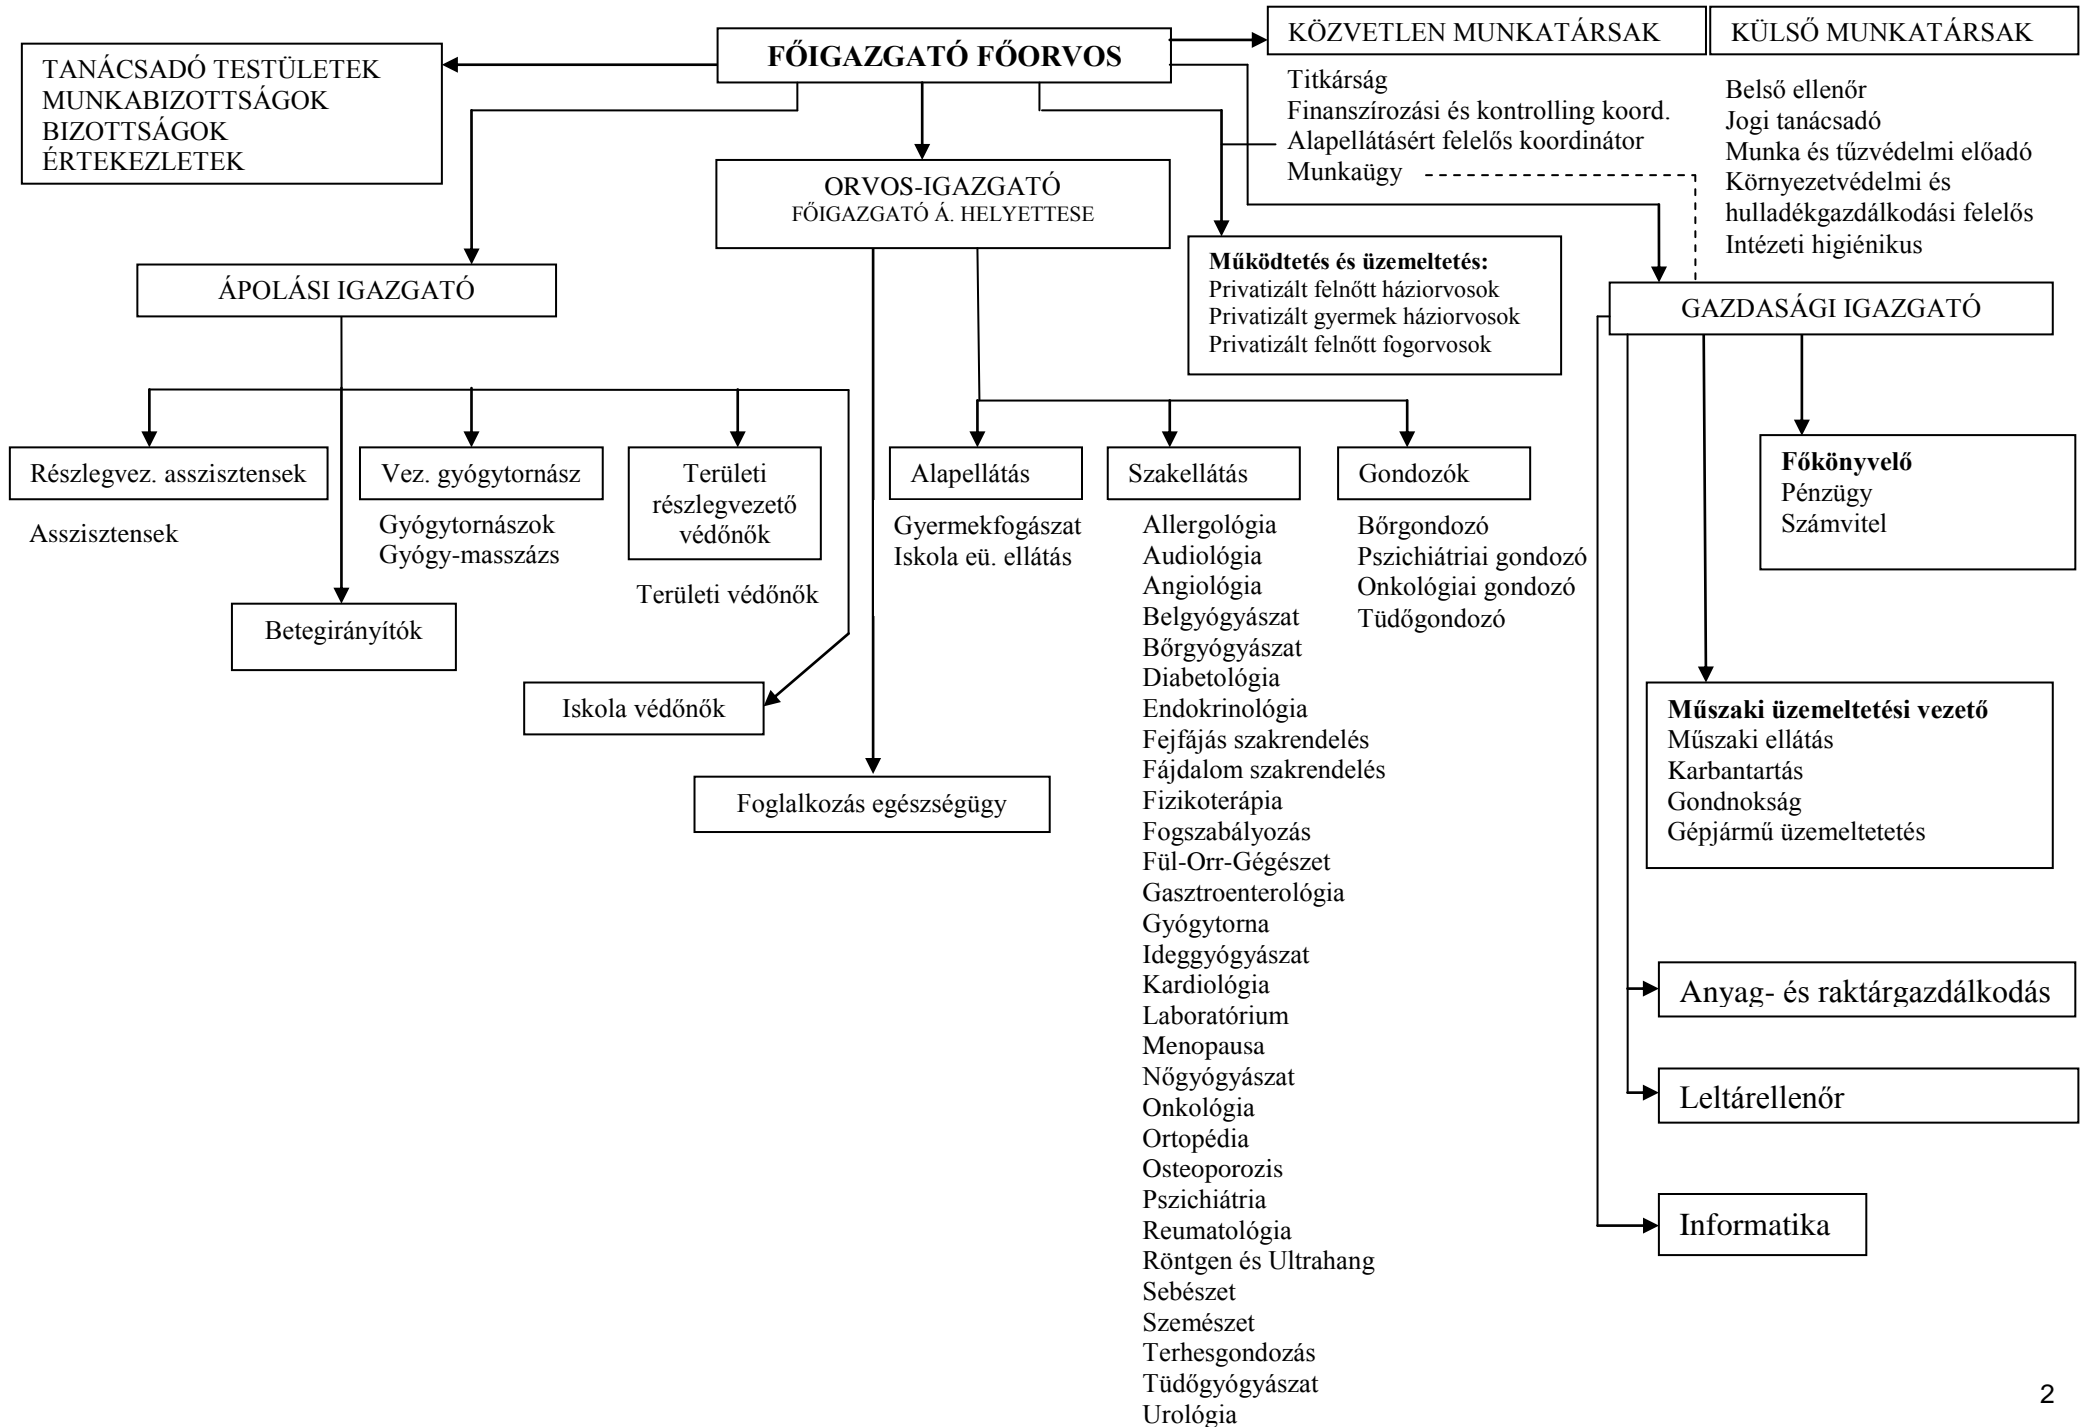 FŐIGAZGATÓ FŐORVOS
KÖZVETLEN MUNKATÁRSAK
Titkárság
Finanszírozási és kontrolling koord.
Alapellátásért felelős koordinátor
Munkaügy
KÜLSŐ MUNKATÁRSAK
Belső ellenőr
Jogi tanácsadó
Munka és tűzvédelmi előadó
Környezetvédelmi és
hulladékgazdálkodási felelős
Intézeti higiénikus
TANÁCSADÓ TESTÜLETEK
MUNKABIZOTTSÁGOK
BIZOTTSÁGOK
ÉRTEKEZLETEK
ORVOS-IGAZGATÓ
FŐIGAZGATÓ Á. HELYETTESE
Működtetés és üzemeltetés:
Privatizált felnőtt háziorvosok
Privatizált gyermek háziorvosok
Privatizált felnőtt fogorvosok
ÁPOLÁSI IGAZGATÓ
GAZDASÁGI IGAZGATÓ
Részlegvez. asszisztensek
Asszisztensek
Vez. gyógytornász
Gyógytornászok
Gyógy-masszázs
Területi
részlegvezető
védőnők
Területi védőnők
Betegirányítók
Iskola védőnők
Foglalkozás egészségügy
Alapellátás
Gyermekfogászat
Iskola eü. ellátás
Szakellátás
Allergológia
Audiológia
Angiológia
Belgyógyászat
Bőrgyógyászat
Diabetológia
Endokrinológia
Fejfájás szakrendelés
Fájdalom szakrendelés
Fizikoterápia
Fogszabályozás
Fül-Orr-Gégészet
Gasztroenterológia
Gyógytorna
Ideggyógyászat
Kardiológia
Laboratórium
Menopausa
Nőgyógyászat
Onkológia
Ortopédia
Osteoporozis
Pszichiátria
Reumatológia
Röntgen és Ultrahang
Sebészet
Szemészet
Terhesgondozás
Tüdőgyógyászat
Urológia
Gondozók
Bőrgondozó
Pszichiátriai gondozó
Onkológiai gondozó
Tüdőgondozó
Főkönyvelő
Pénzügy
Számvitel
Műszaki üzemeltetési vezető
Műszaki ellátás
Karbantartás
Gondnokság
Gépjármű üzemeltetetés
Anyag- és raktárgazdálkodás
Leltárellenőr
Informatika
2